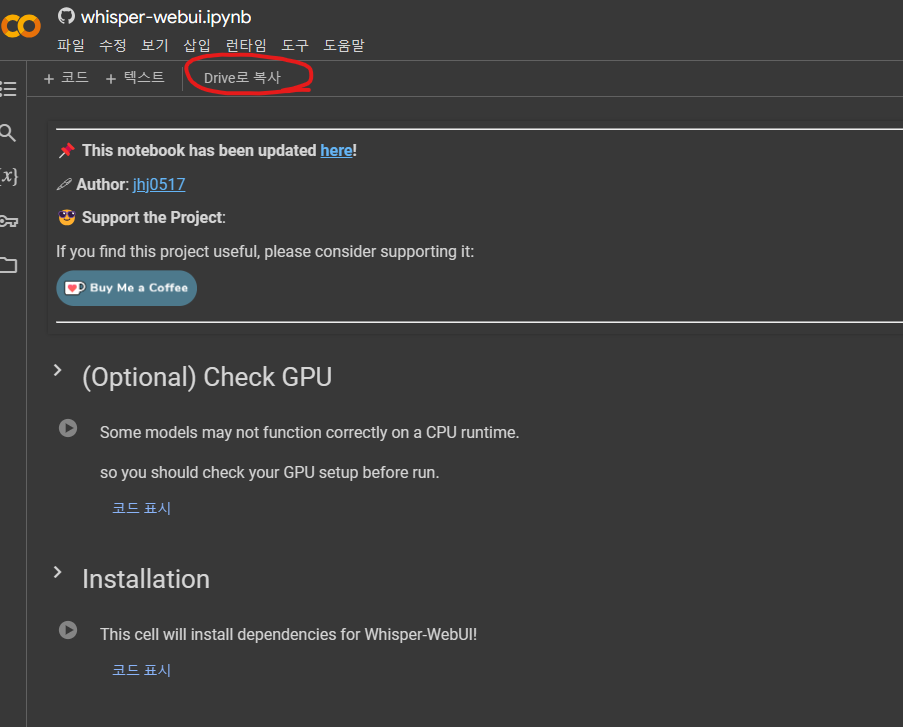 whisper-webui.ipynb
파일 수정 보기 삽입 런타임 도구 도움말
+ 코드 + 텍스트 Drive로 복사
{x}
This notebook has been updated here!
Author: jhj0517
Support the Project:
If you find this project useful, please consider supporting it:
Buy Me a Coffee
(Optional) Check GPU
Some models may not function correctly on a CPU runtime.
so you should check your GPU setup before run.
코드 표시
Installation
This cell will install dependencies for Whisper-WebUI!
코드 표시